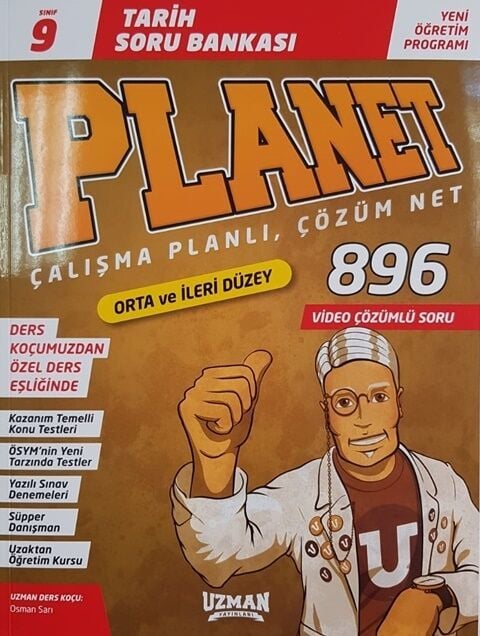 SINIF
9
TARİH
SORU BANKASI
YENİ
ÖĞRETİM
PROGRAMI
PLANET
ÇALIŞMA PLANLI, ÇÖZÜM NET
ORTA ve İLERİ DÜZEY
896
VİDEO ÇÖZÜMLÜ SORU
DERS
KOÇUMUZDAN
ÖZEL DERS
EŞLİĞİNDE
Kazanım Temelli
Konu Testleri
ÖSYM'nin Yeni
Tarzında Testler
Yazılı Sınav
Denemeleri
Süpper
Danışman
Uzaktan
Öğretim Kursu
UZMAN DERS KOÇU:
Osman Sarı
UZMAN
YAYINLARI
U